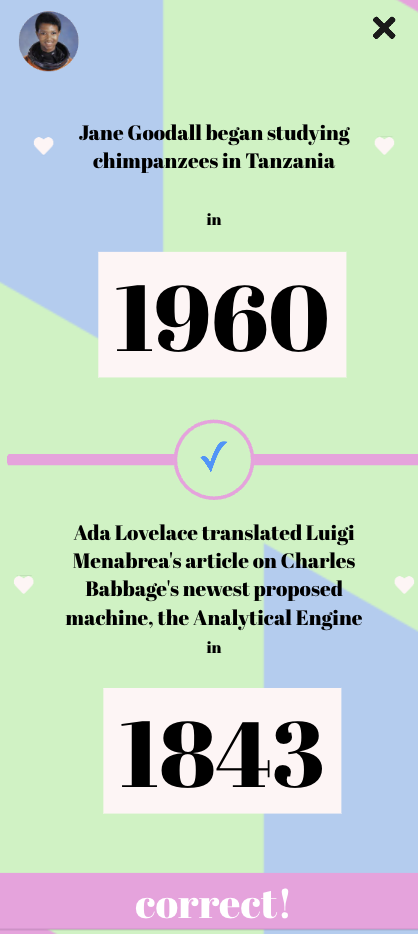 Jane Goodall began studying
chimpanzees in Tanzania
in
1960
Ada Lovelace translated Luigi
Menabrea's article on Charles
Babbage's newest proposed
machine, the Analytical Engine
in
1843
correct!